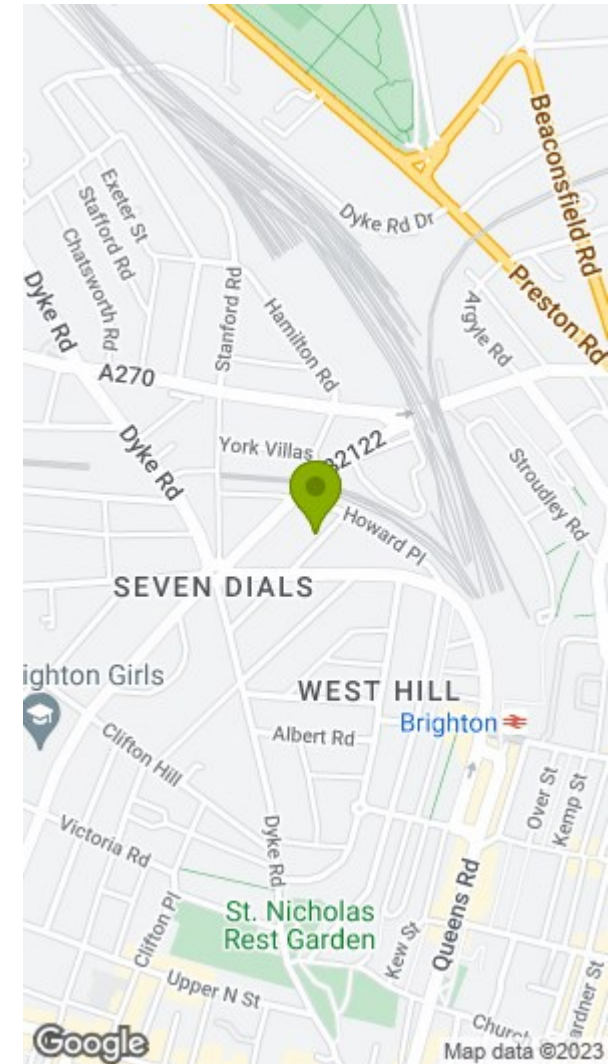 Beaconsfield Rd
Exeter St
Stafford Rd
Chatsworth Rd
Dyke Rd Dr
Preston Rd
Argyle Rd
Dyke Rd
Stanford Rd
Hamilton Rd
A270
Dyke Rd
York Villas
B2122
Stroudley Rd
Howard Pl
SEVEN DIALS
ighton Girls
WEST HILL
Brighton
Albert Rd
Clifton Hill
Over St
Kemp St
Victoria Rd
Dyke Rd
Queens Rd
Clifton Pl
St. Nicholas
Rest Garden
Kew St
Upper N St
Church
ardner St
Google
Map data ©2023